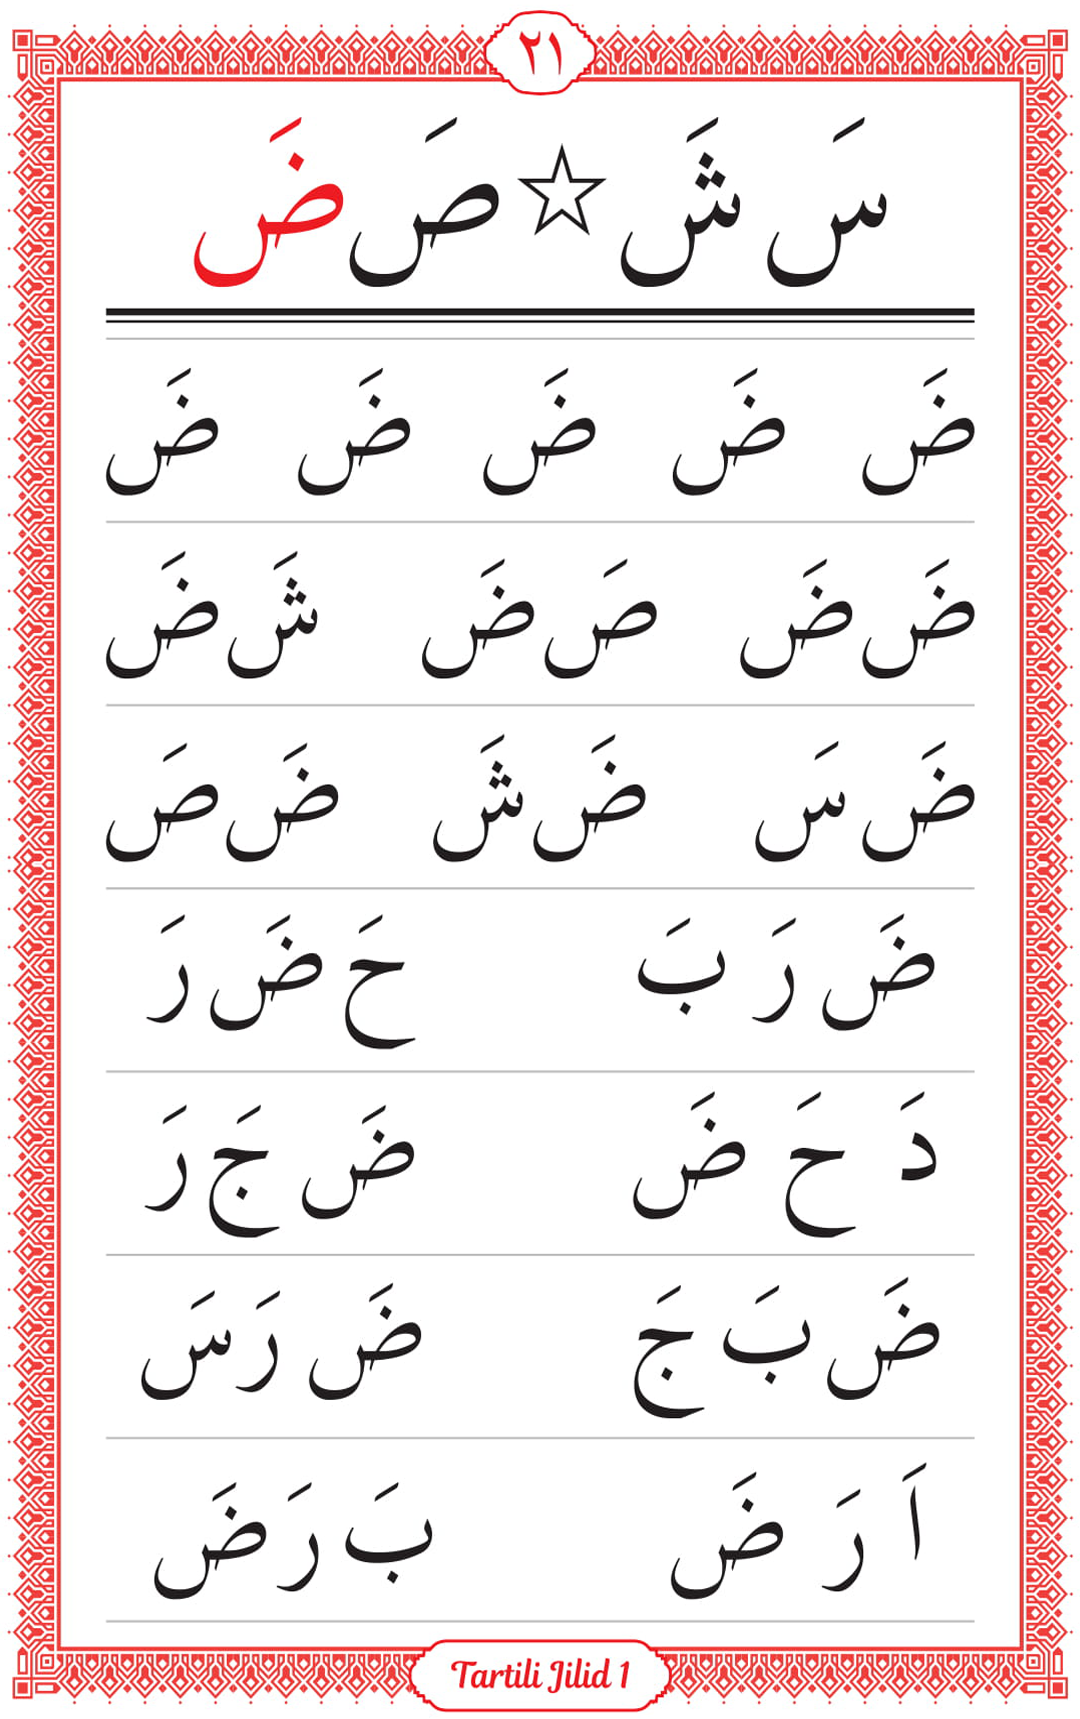 ٢١
سَ شَ ☆ صَ ضَ
ضَ ضَ ضَ ضَ ضَ
ضَ ضَ صَ ضَ شَ ضَ
ضَ سَ ضَ شَ ضَ صَ
ضَ رَ بَ حَ ضَ رَ
دَ حَ ضَ ضَ جَ رَ
ضَ بَ جَ ضَ رَ سَ
اَ رَ ضَ بَ رَ ضَ
Tartili Jilid 1